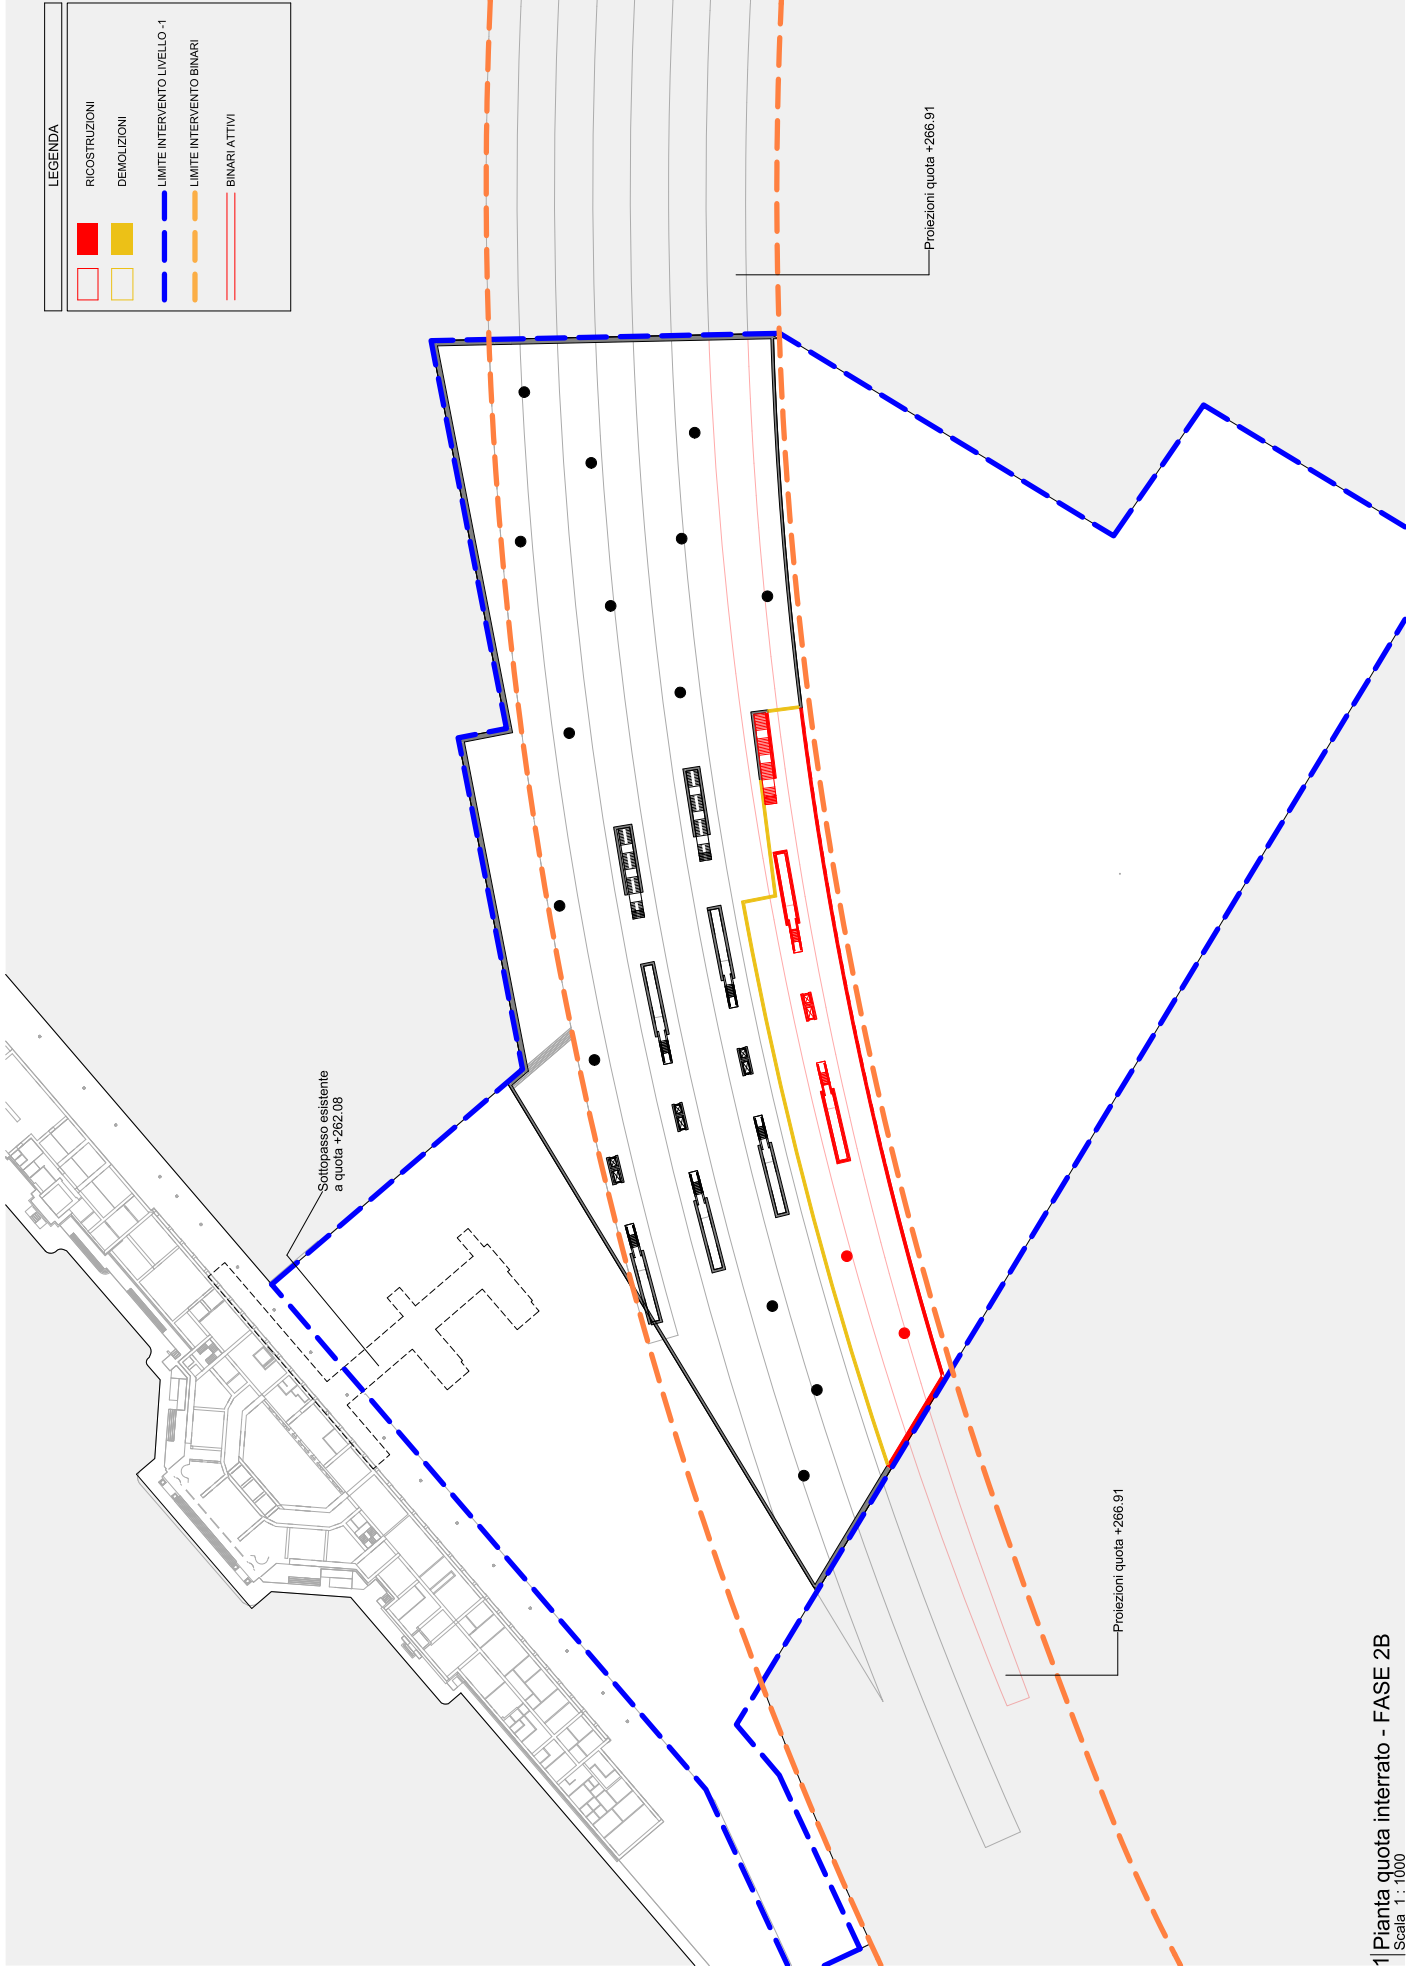 LEGENDA
RICOSTRUZIONI
DEMOLIZIONI
LIMITE INTERVENTO LIVELLO -1
LIMITE INTERVENTO BINARI
BINARI ATTIVI
Proiezioni quota +266.91
Sottopasso esistente
a quota +262.08
Proiezioni quota +266.91
1 Pianta quota interrato - FASE 2B
Scala 1 : 1000